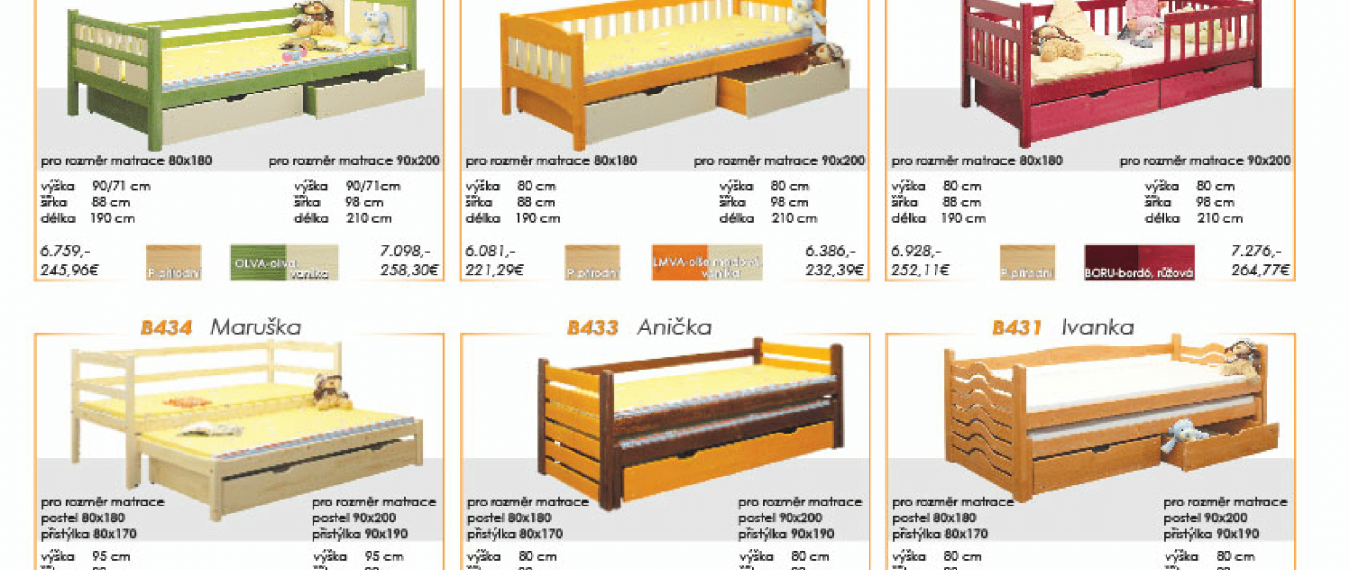 pro rozměr matrace 80x180 pro rozměr matrace 90x200
výška 90/71 cm výška 90/71cm
šířka 88 cm šířka 98 cm
délka 190 cm délka 210 cm
6.759,- 7.098,-
245,96€ P-přírodní OLVA-oliva, vanilka 258,30€
pro rozměr matrace 80x180 pro rozměr matrace 90x200
výška 80 cm výška 80 cm
šířka 88 cm šířka 98 cm
délka 190 cm délka 210 cm
6.081,- 6.386,-
221,29€ P-přírodní LMVA-olše medová, vanilka 232,39€
pro rozměr matrace 80x180 pro rozměr matrace 90x200
výška 80 cm výška 80 cm
šířka 88 cm šířka 98 cm
délka 190 cm délka 210 cm
6.928,- 7.276,-
252,11€ P-přírodní BORU-bordó, růžová 264,77€
B434 Maruška
pro rozměr matrace pro rozměr matrace
postel 80x180 postel 90x200
přistýlka 80x170 přistýlka 90x190
výška 95 cm výška 95 cm
B433 Anička
pro rozměr matrace pro rozměr matrace
postel 80x180 postel 90x200
přistýlka 80x170 přistýlka 90x190
výška 80 cm výška 80 cm
B431 Ivanka
pro rozměr matrace pro rozměr matrace
postel 80x180 postel 90x200
přistýlka 80x170 přistýlka 90x190
výška 80 cm výška 80 cm